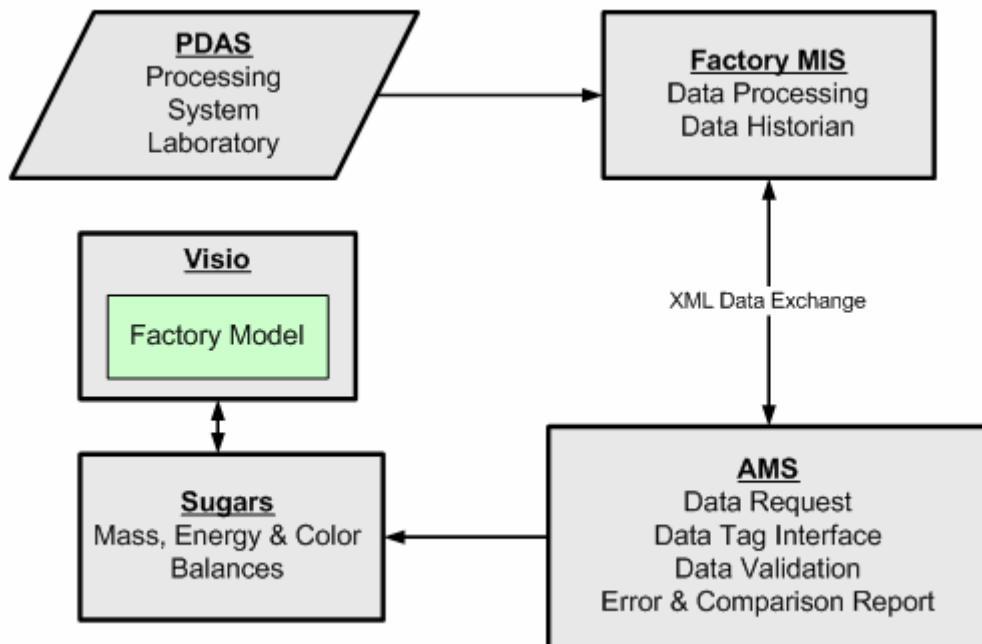 PDAS
Processing
System
Laboratory
Factory MIS
Data Processing
Data Historian
Visio
Factory Model
XML Data Exchange
Sugars
Mass, Energy & Color
Balances
AMS
Data Request
Data Tag Interface
Data Validation
Error & Comparison Report